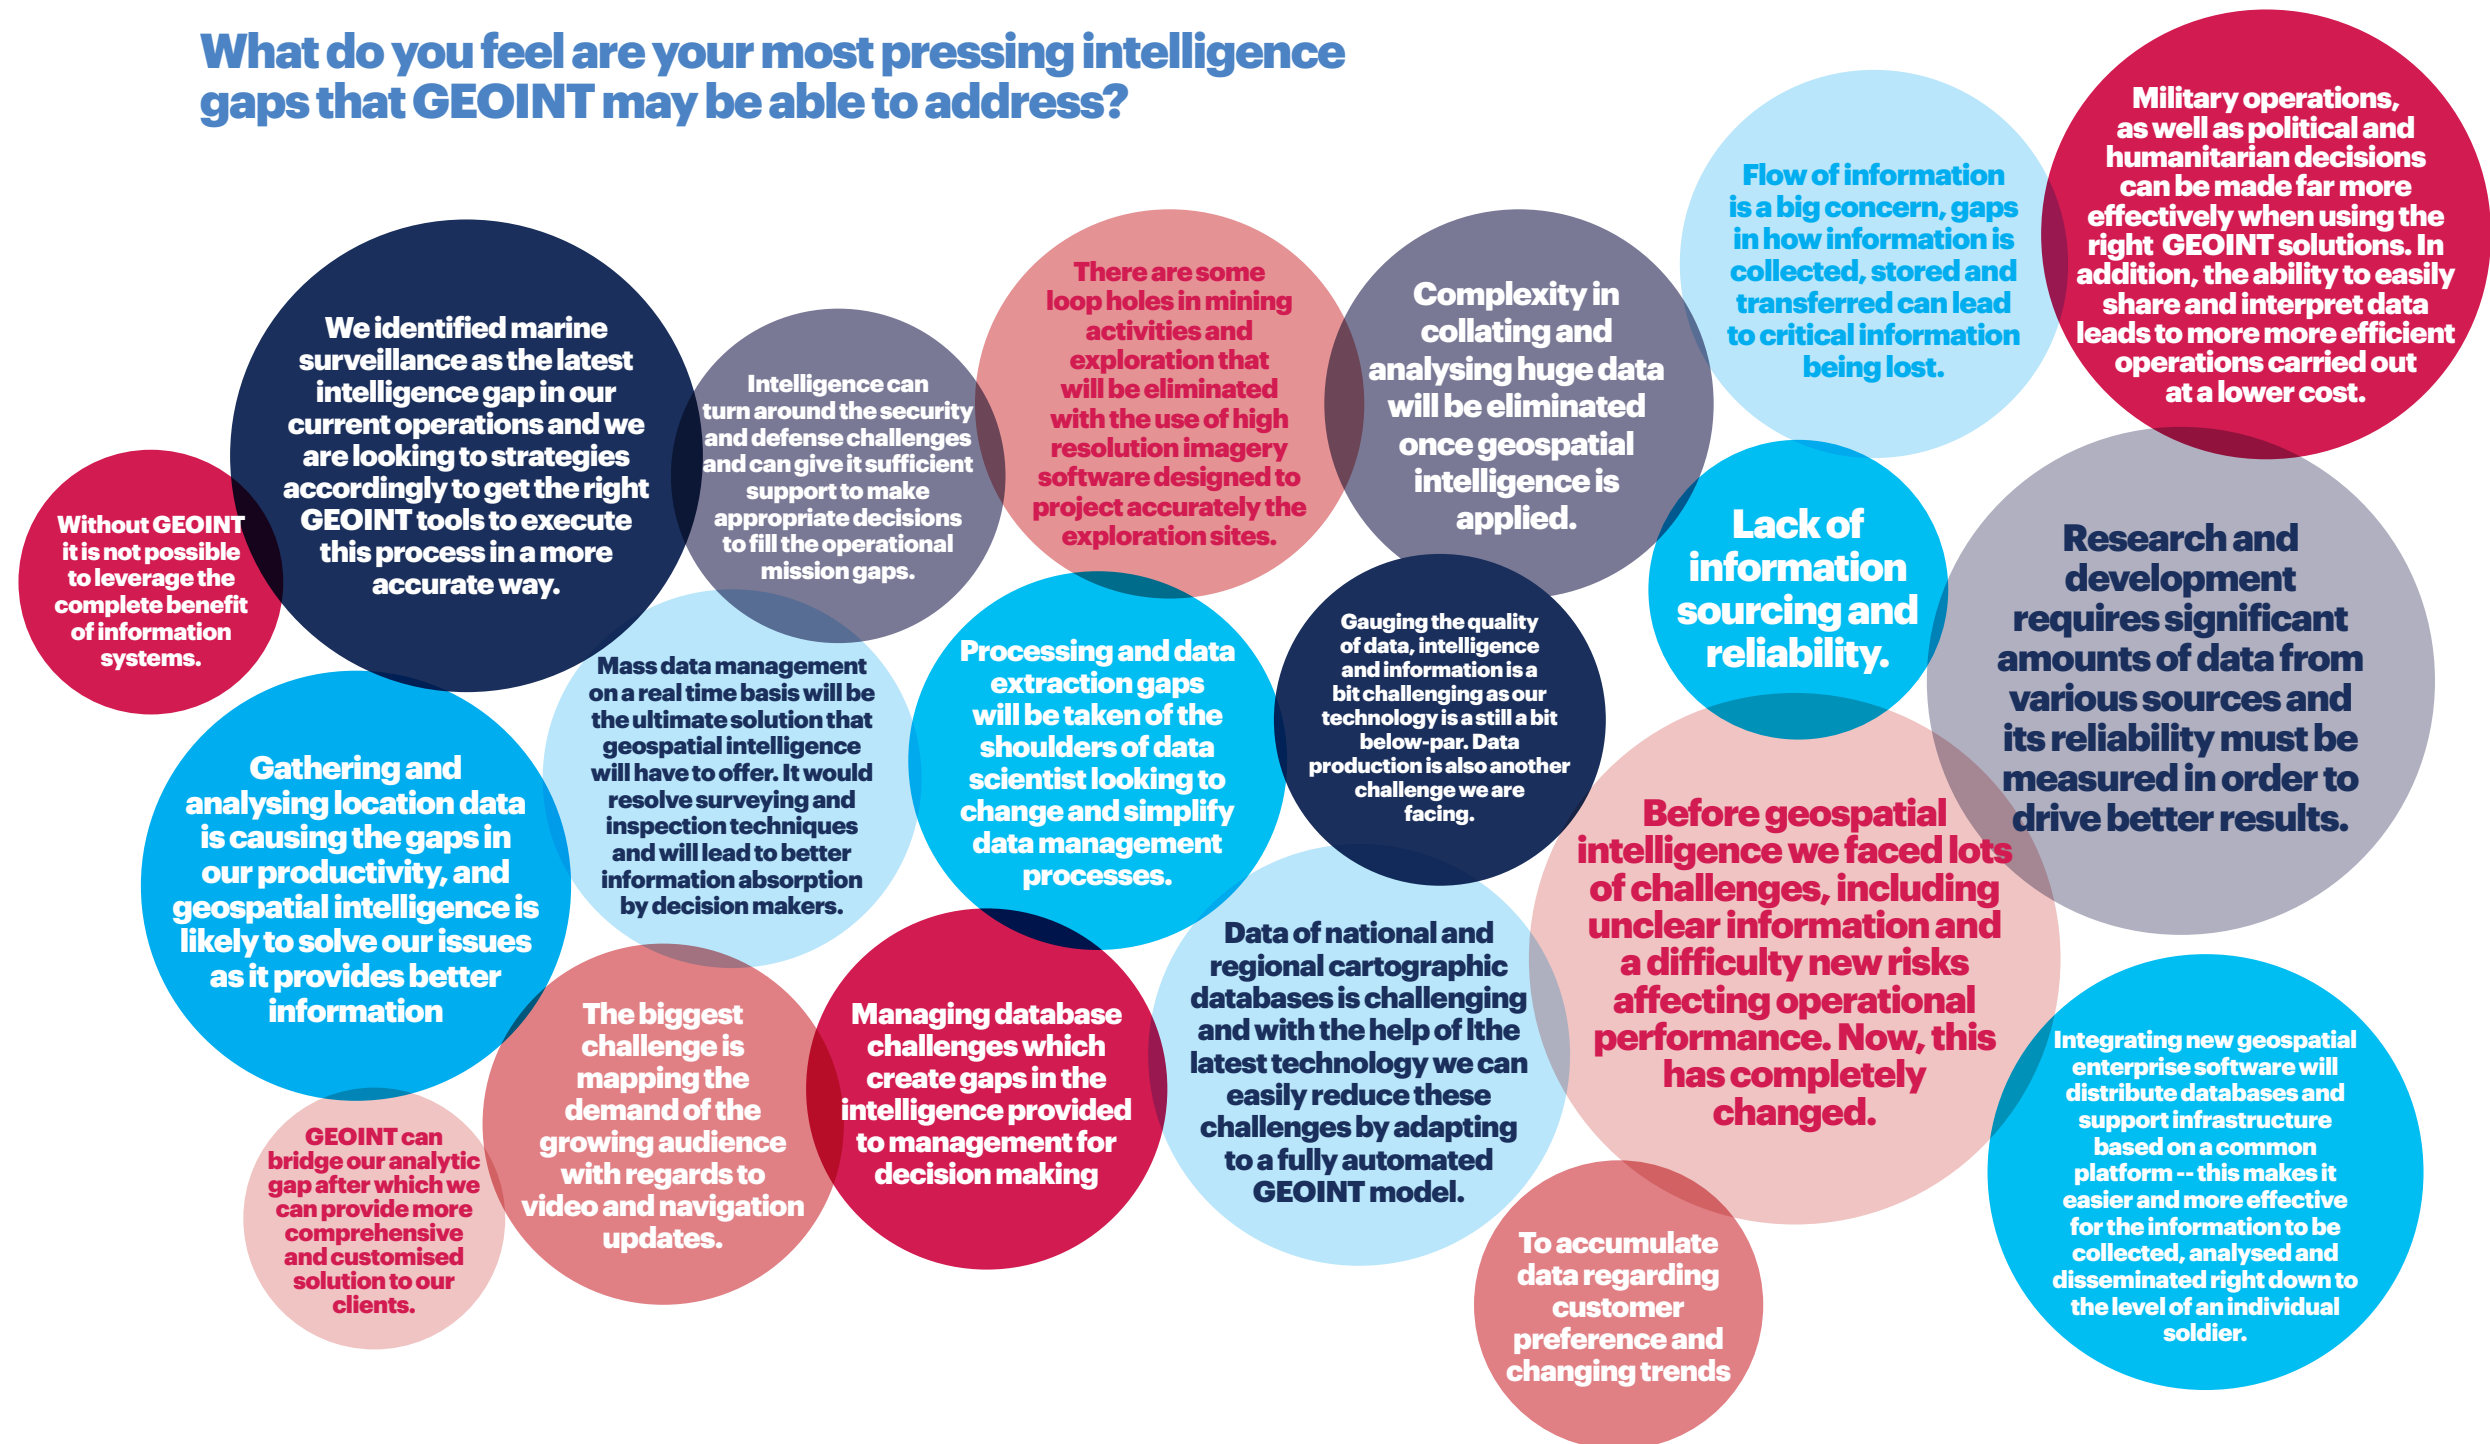 What do you feel are your most pressing intelligence
gaps that GEOINT may be able to address?
Without GEOINT
it is not possible
to leverage the
complete benefit
of information
systems.
We identified marine
surveillance as the latest
intelligence gap in our
current operations and we
are looking to strategies
accordingly to get the right
GEOINT tools to execute
this process in a more
accurate way.
Intelligence can
turn around the security
and defense challenges
and can give it sufficient
support to make
appropriate decisions
to fill the operational
mission gaps.
There are some
loop holes in mining
activities and
exploration that
will be eliminated
with the use of high
resolution imagery
software designed to
project accurately the
exploration sites.
Complexity in
collating and
analysing huge data
will be eliminated
once geospatial
intelligence is
applied.
Flow of information
is a big concern, gaps
in how information is
collected, stored and
transferred can lead
to critical information
being lost.
Military operations,
as well as political and
humanitarian decisions
can be made far more
effectively when using the
right GEOINT solutions. In
addition, the ability to easily
share and interpret data
leads to more more efficient
operations carried out
at a lower cost.
Gathering and
analysing location data
is causing the gaps in
our productivity, and
geospatial intelligence is
likely to solve our issues
as it provides better
information
Mass data management
on a real time basis will be
the ultimate solution that
geospatial intelligence
will have to offer. It would
resolve surveying and
inspection techniques
and will lead to better
information absorption
by decision makers.
Processing and data
extraction gaps
will be taken of the
shoulders of data
scientist looking to
change and simplify
data management
processes.
Gauging the quality
of data, intelligence
and information is a
bit challenging as our
technology is a still a bit
below-par. Data
production is also another
challenge we are
facing.
Lack of
information
sourcing and
reliability.
Research and
development
requires significant
amounts of data from
various sources and
its reliability must be
measured in order to
drive better results.
GEOINT can
bridge our analytic
gap after which we
can provide more
comprehensive
and customised
solution to our
clients.
The biggest
challenge is
mapping the
demand of the
growing audience
with regards to
video and navigation
updates.
Managing database
challenges which
create gaps in the
intelligence provided
to management for
decision making
Data of national and
regional cartographic
databases is challenging
and with the help of lthe
latest technology we can
easily reduce these
challenges by adapting
to a fully automated
GEOINT model.
Before geospatial
intelligence we faced lots
of challenges, including
unclear information and
a difficulty new risks
affecting operational
performance. Now, this
has completely
changed.
To accumulate
data regarding
customer
preference and
changing trends
Integrating new geospatial
enterprise software will
distribute databases and
support infrastructure
based on a common
platform -- this makes it
easier and more effective
for the information to be
collected, analysed and
disseminated right down to
the level of an individual
soldier.